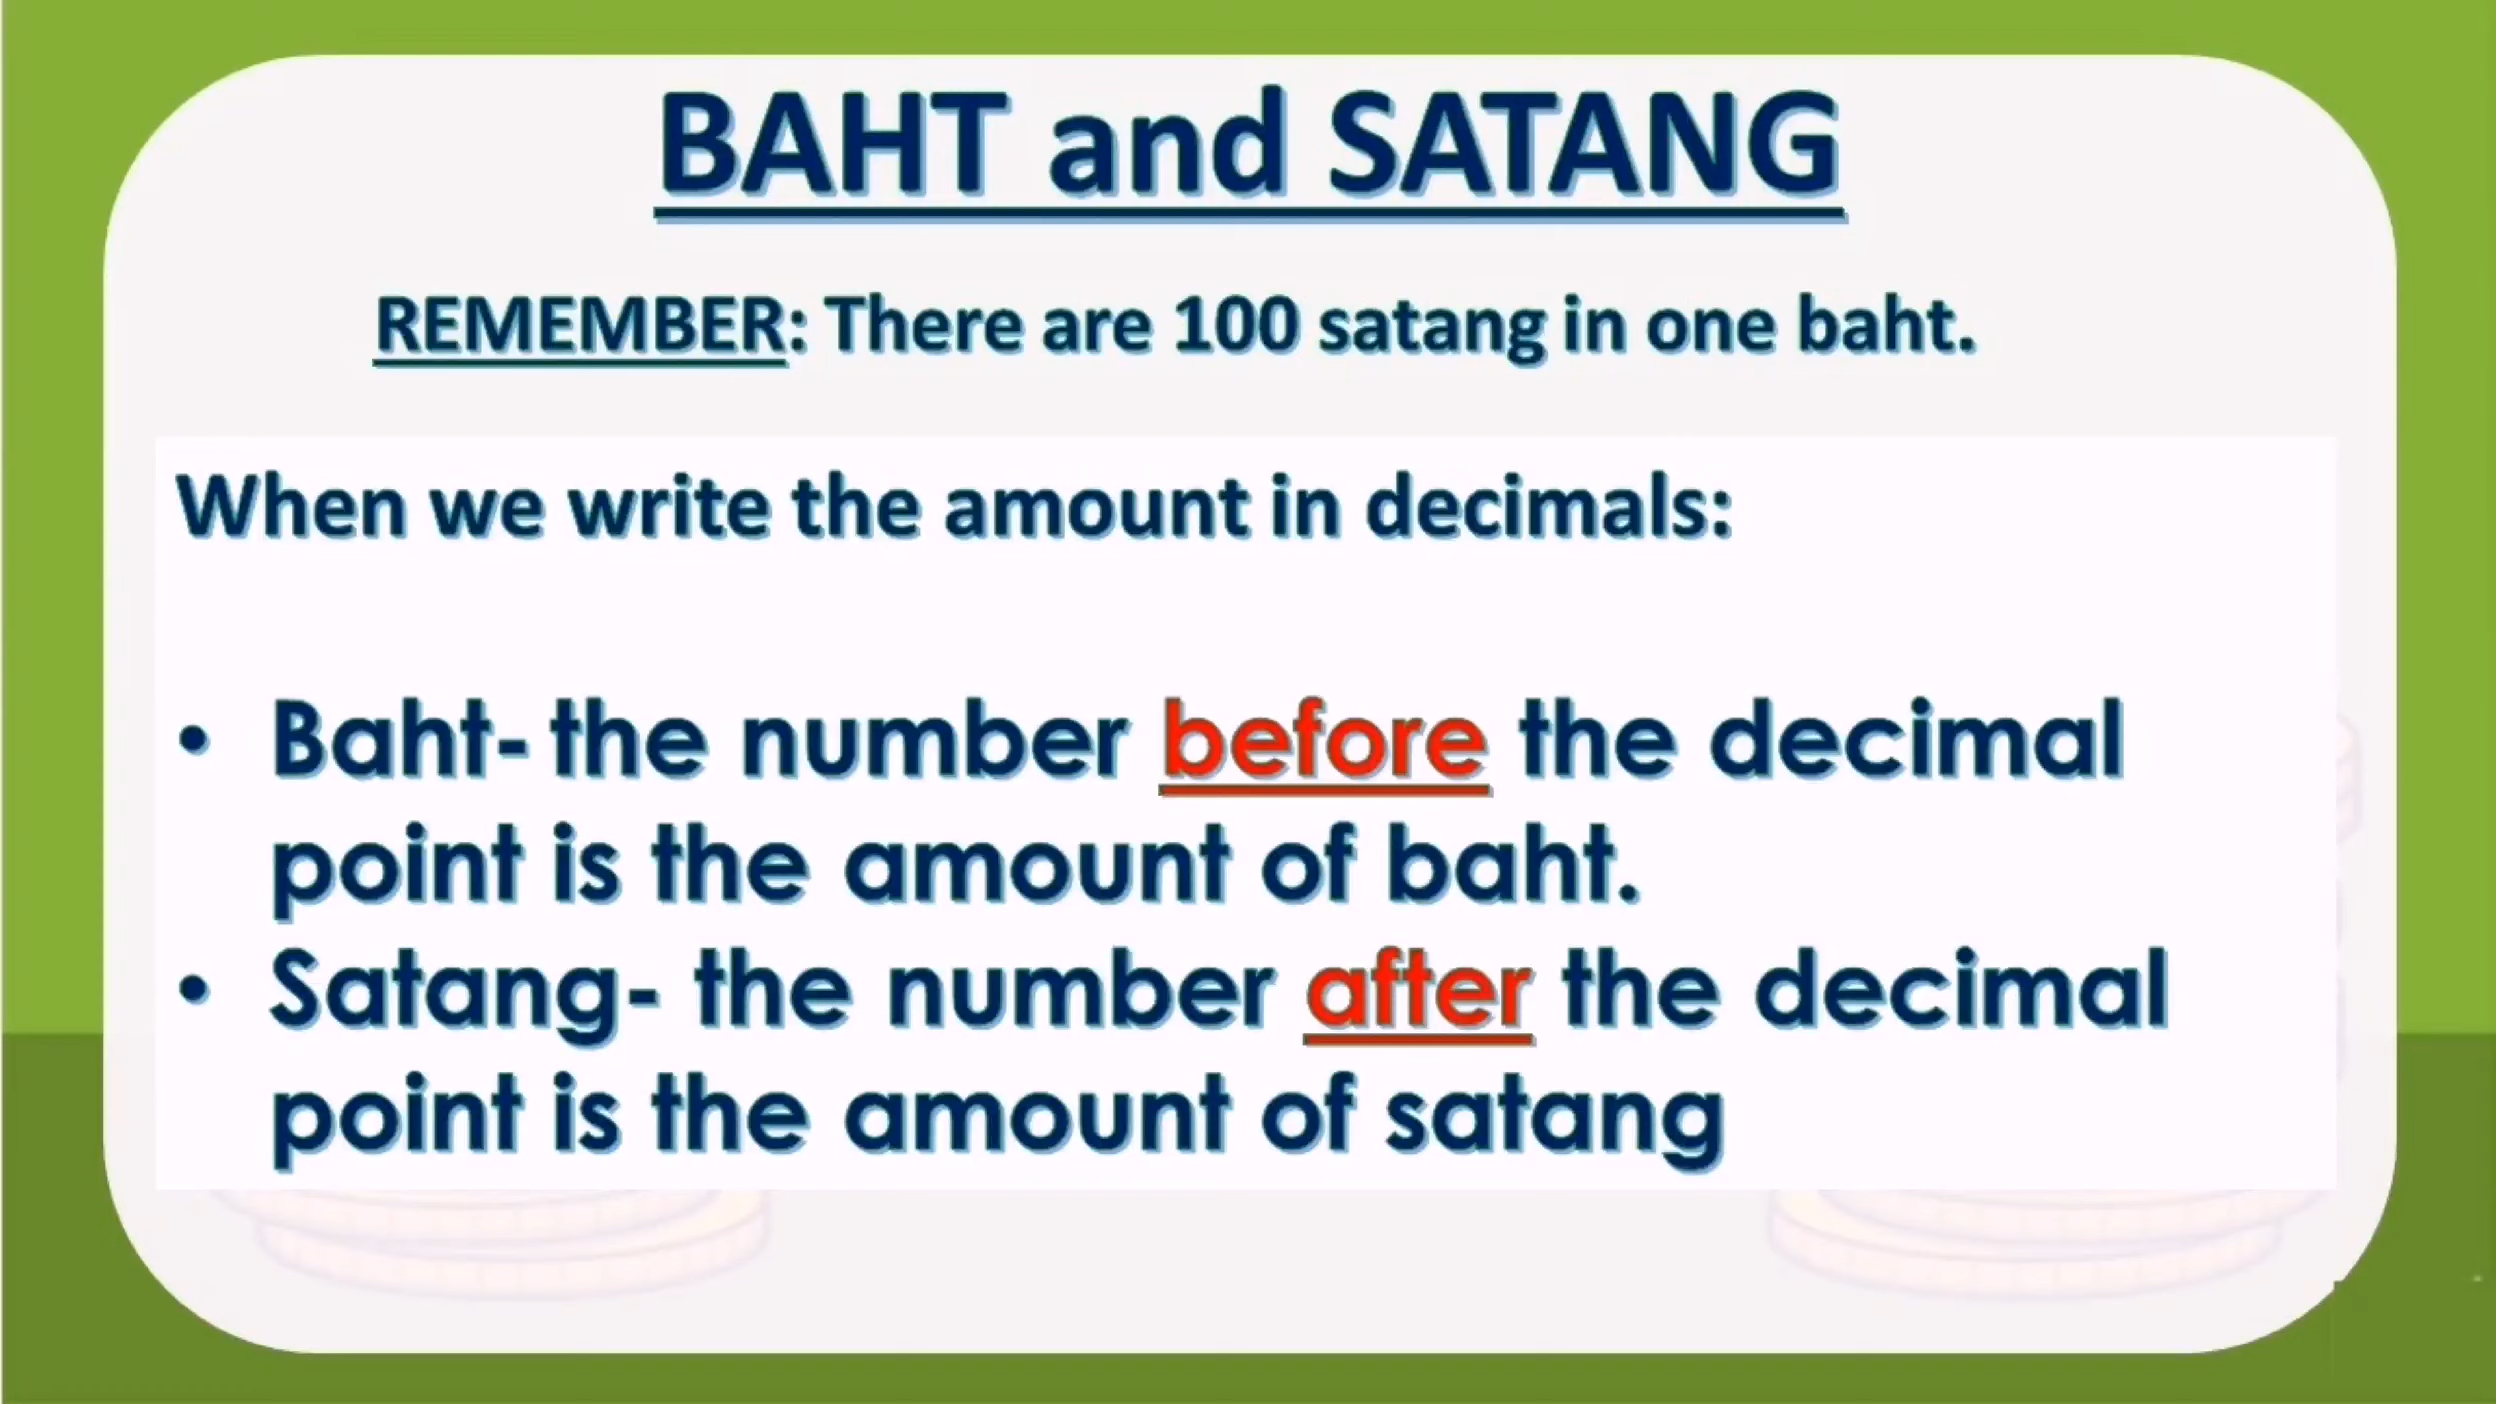 BAHT and SATANG
REMEMBER: There are 100 satang in one baht.
When we write the amount in decimals:
• Baht- the number before the decimal
point is the amount of baht.
• Satang- the number after the decimal
point is the amount of satang